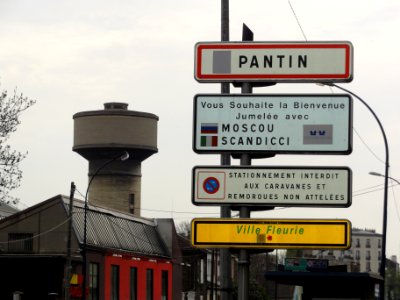 PANTIN
Vous Souhaite la Bienvenue
Jumelée avec
MOSCOU
SCANDICCI
STATIONNEMENT INTERDIT
AUX CARAVANES ET
REMORQUES NON ATTELÉES
Ville Fleurie